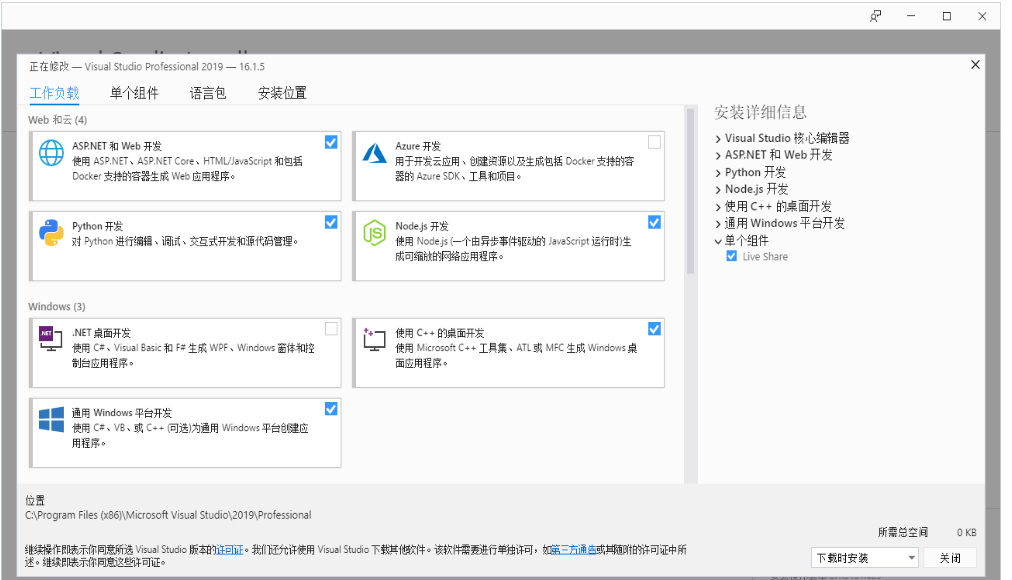 正在修改 — Visual Studio Professional 2019 — 16.1.5
工作负载 单个组件 语言包 安装位置
Web 和云 (4)
ASP.NET 和 Web 开发
使用 ASP.NET、ASP.NET Core、HTML/JavaScript 和包括
Docker 支持的容器生成 Web 应用程序。
Azure 开发
用于开发云应用、创建资源以及生成包括 Docker 支持的容
器的 Azure SDK、工具和项目。
Python 开发
对 Python 进行编辑、调试、交互式开发和源代码管理。
Node.js 开发
使用 Node.js (一个由异步事件驱动的 JavaScript 运行时)生
成可缩放的网络应用程序。
Windows (3)
.NET 桌面开发
使用 C#、Visual Basic 和 F# 生成 WPF、Windows 窗体和控
制台应用程序。
使用 C++ 的桌面开发
使用 Microsoft C++ 工具集、ATL 或 MFC 生成 Windows 桌
面应用程序。
通用 Windows 平台开发
使用 C#、VB、或 C++ (可选)为通用 Windows 平台创建应
用程序。
安装详细信息
Visual Studio 核心编辑器
ASP.NET 和 Web 开发
Python 开发
Node.js 开发
使用 C++ 的桌面开发
通用 Windows 平台开发
单个组件
Live Share
位置
C:\Program Files (x86)\Microsoft Visual Studio\2019\Professional
继续操作即表示你同意所选 Visual Studio 版本的许可证。我们还允许使用 Visual Studio 下载其他软件。该软件需要进行单独许可，如第三方通告或其随附的许可证中所
述。继续即表示你同意这些许可证。
所需总空间 0 KB
下载时安装 关闭